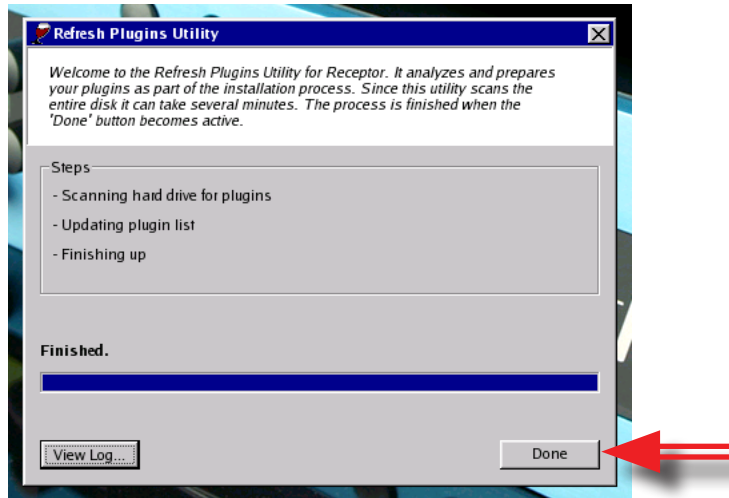 Refresh Plugins Utility
Welcome to the Refresh Plugins Utility for Receptor. It analyzes and prepares
your plugins as part of the installation process. Since this utility scans the
entire disk it can take several minutes. The process is finished when the
'Done' button becomes active.
Steps
- Scanning hard drive for plugins
- Updating plugin list
- Finishing up
Finished.
View Log...
Done